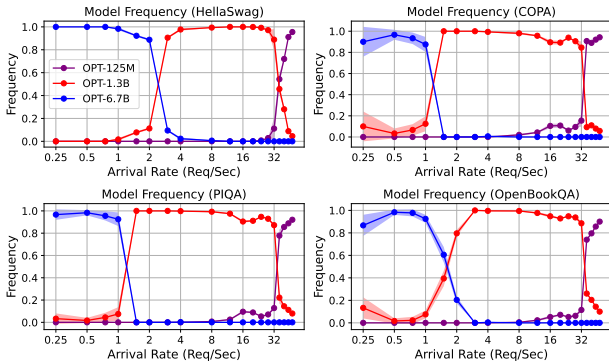 Model Frequency (HellaSwag)
1.0
0.8
0.6
0.4
0.2
0.0
Frequency
OPT-125M
OPT-1.3B
OPT-6.7B
0.25 0.5 1 2 4 8 16 32
Arrival Rate (Req/Sec)
Model Frequency (COPA)
1.0
0.8
0.6
0.4
0.2
0.0
Frequency
0.25 0.5 1 2 4 8 16 32
Arrival Rate (Req/Sec)
Model Frequency (PIQA)
1.0
0.8
0.6
0.4
0.2
0.0
Frequency
0.25 0.5 1 2 4 8 16 32
Arrival Rate (Req/Sec)
Model Frequency (OpenBookQA)
1.0
0.8
0.6
0.4
0.2
0.0
Frequency
0.25 0.5 1 2 4 8 16 32
Arrival Rate (Req/Sec)